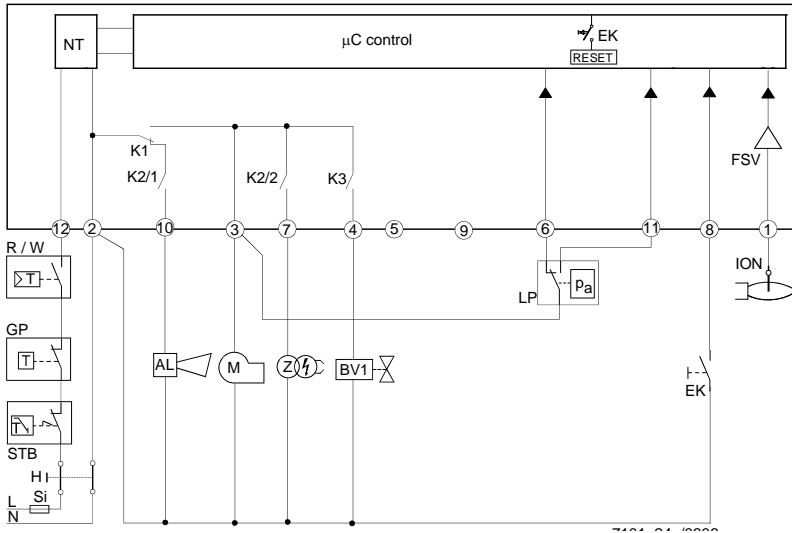 NT
µC control
EK
RESET
K1
K2/1
K2/2
K3
FSV
12
2
10
3
7
4
5
9
6
11
8
1
R / W
T
GP
T
STB
T
H
L
Si
N
AL
M
Z
BV1
LP
pa
EK
ION